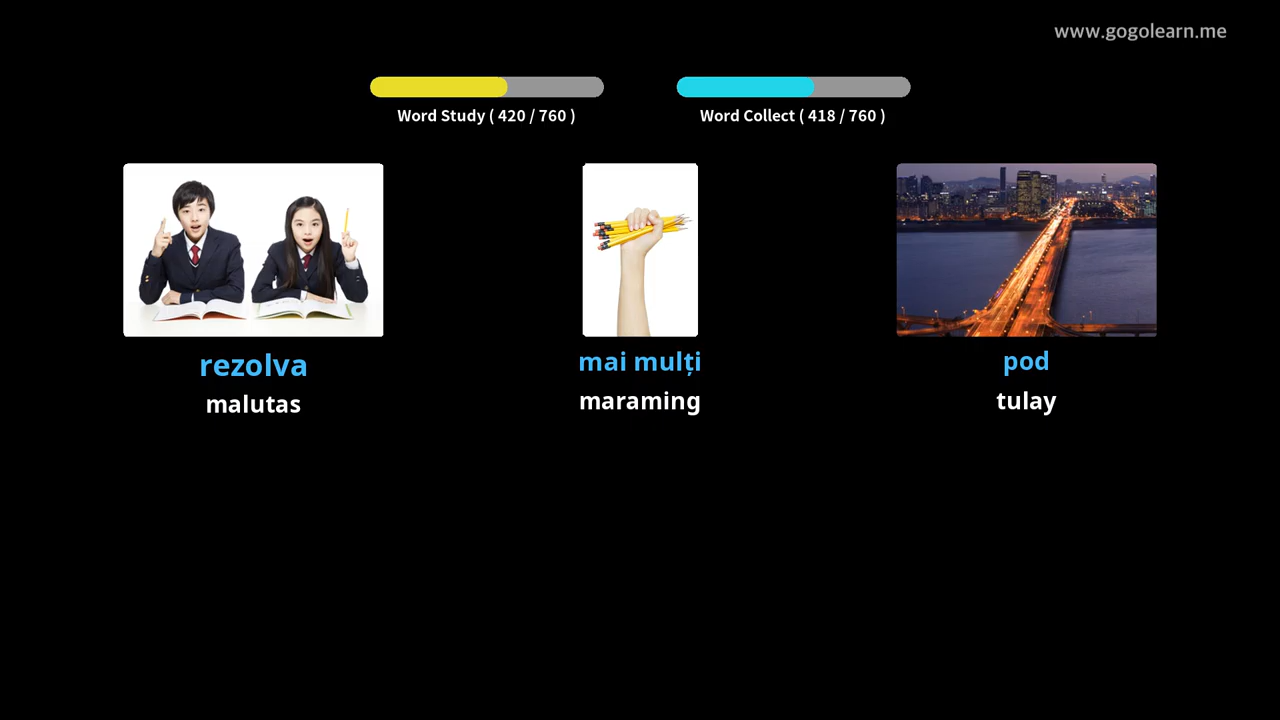 www.gogolearn.me
Word Study ( 420 / 760 )
Word Collect ( 418 / 760 )
rezolva
malutas
mai mulți
maraming
pod
tulay